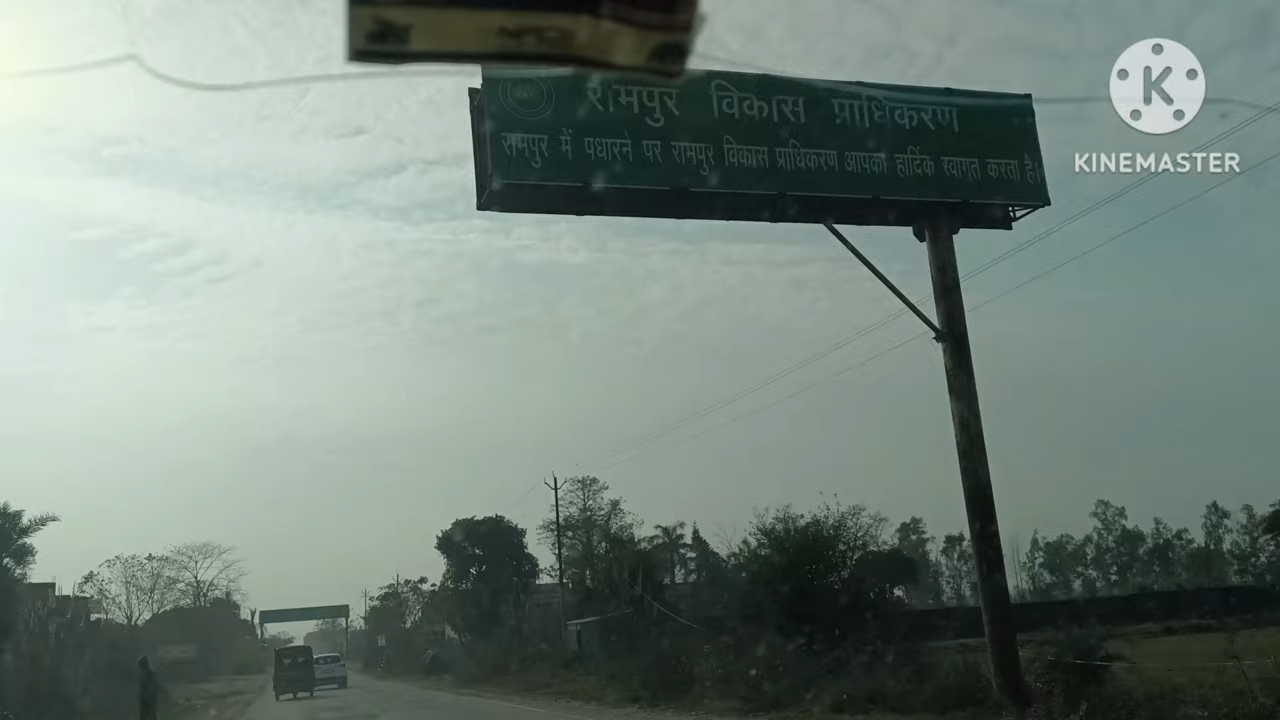 रामपुर विकास प्राधिकरण
रामपुर में पधारने पर रामपुर विकास प्राधिकरण आपका हार्दिक स्वागत करता है।
KINEMASTER